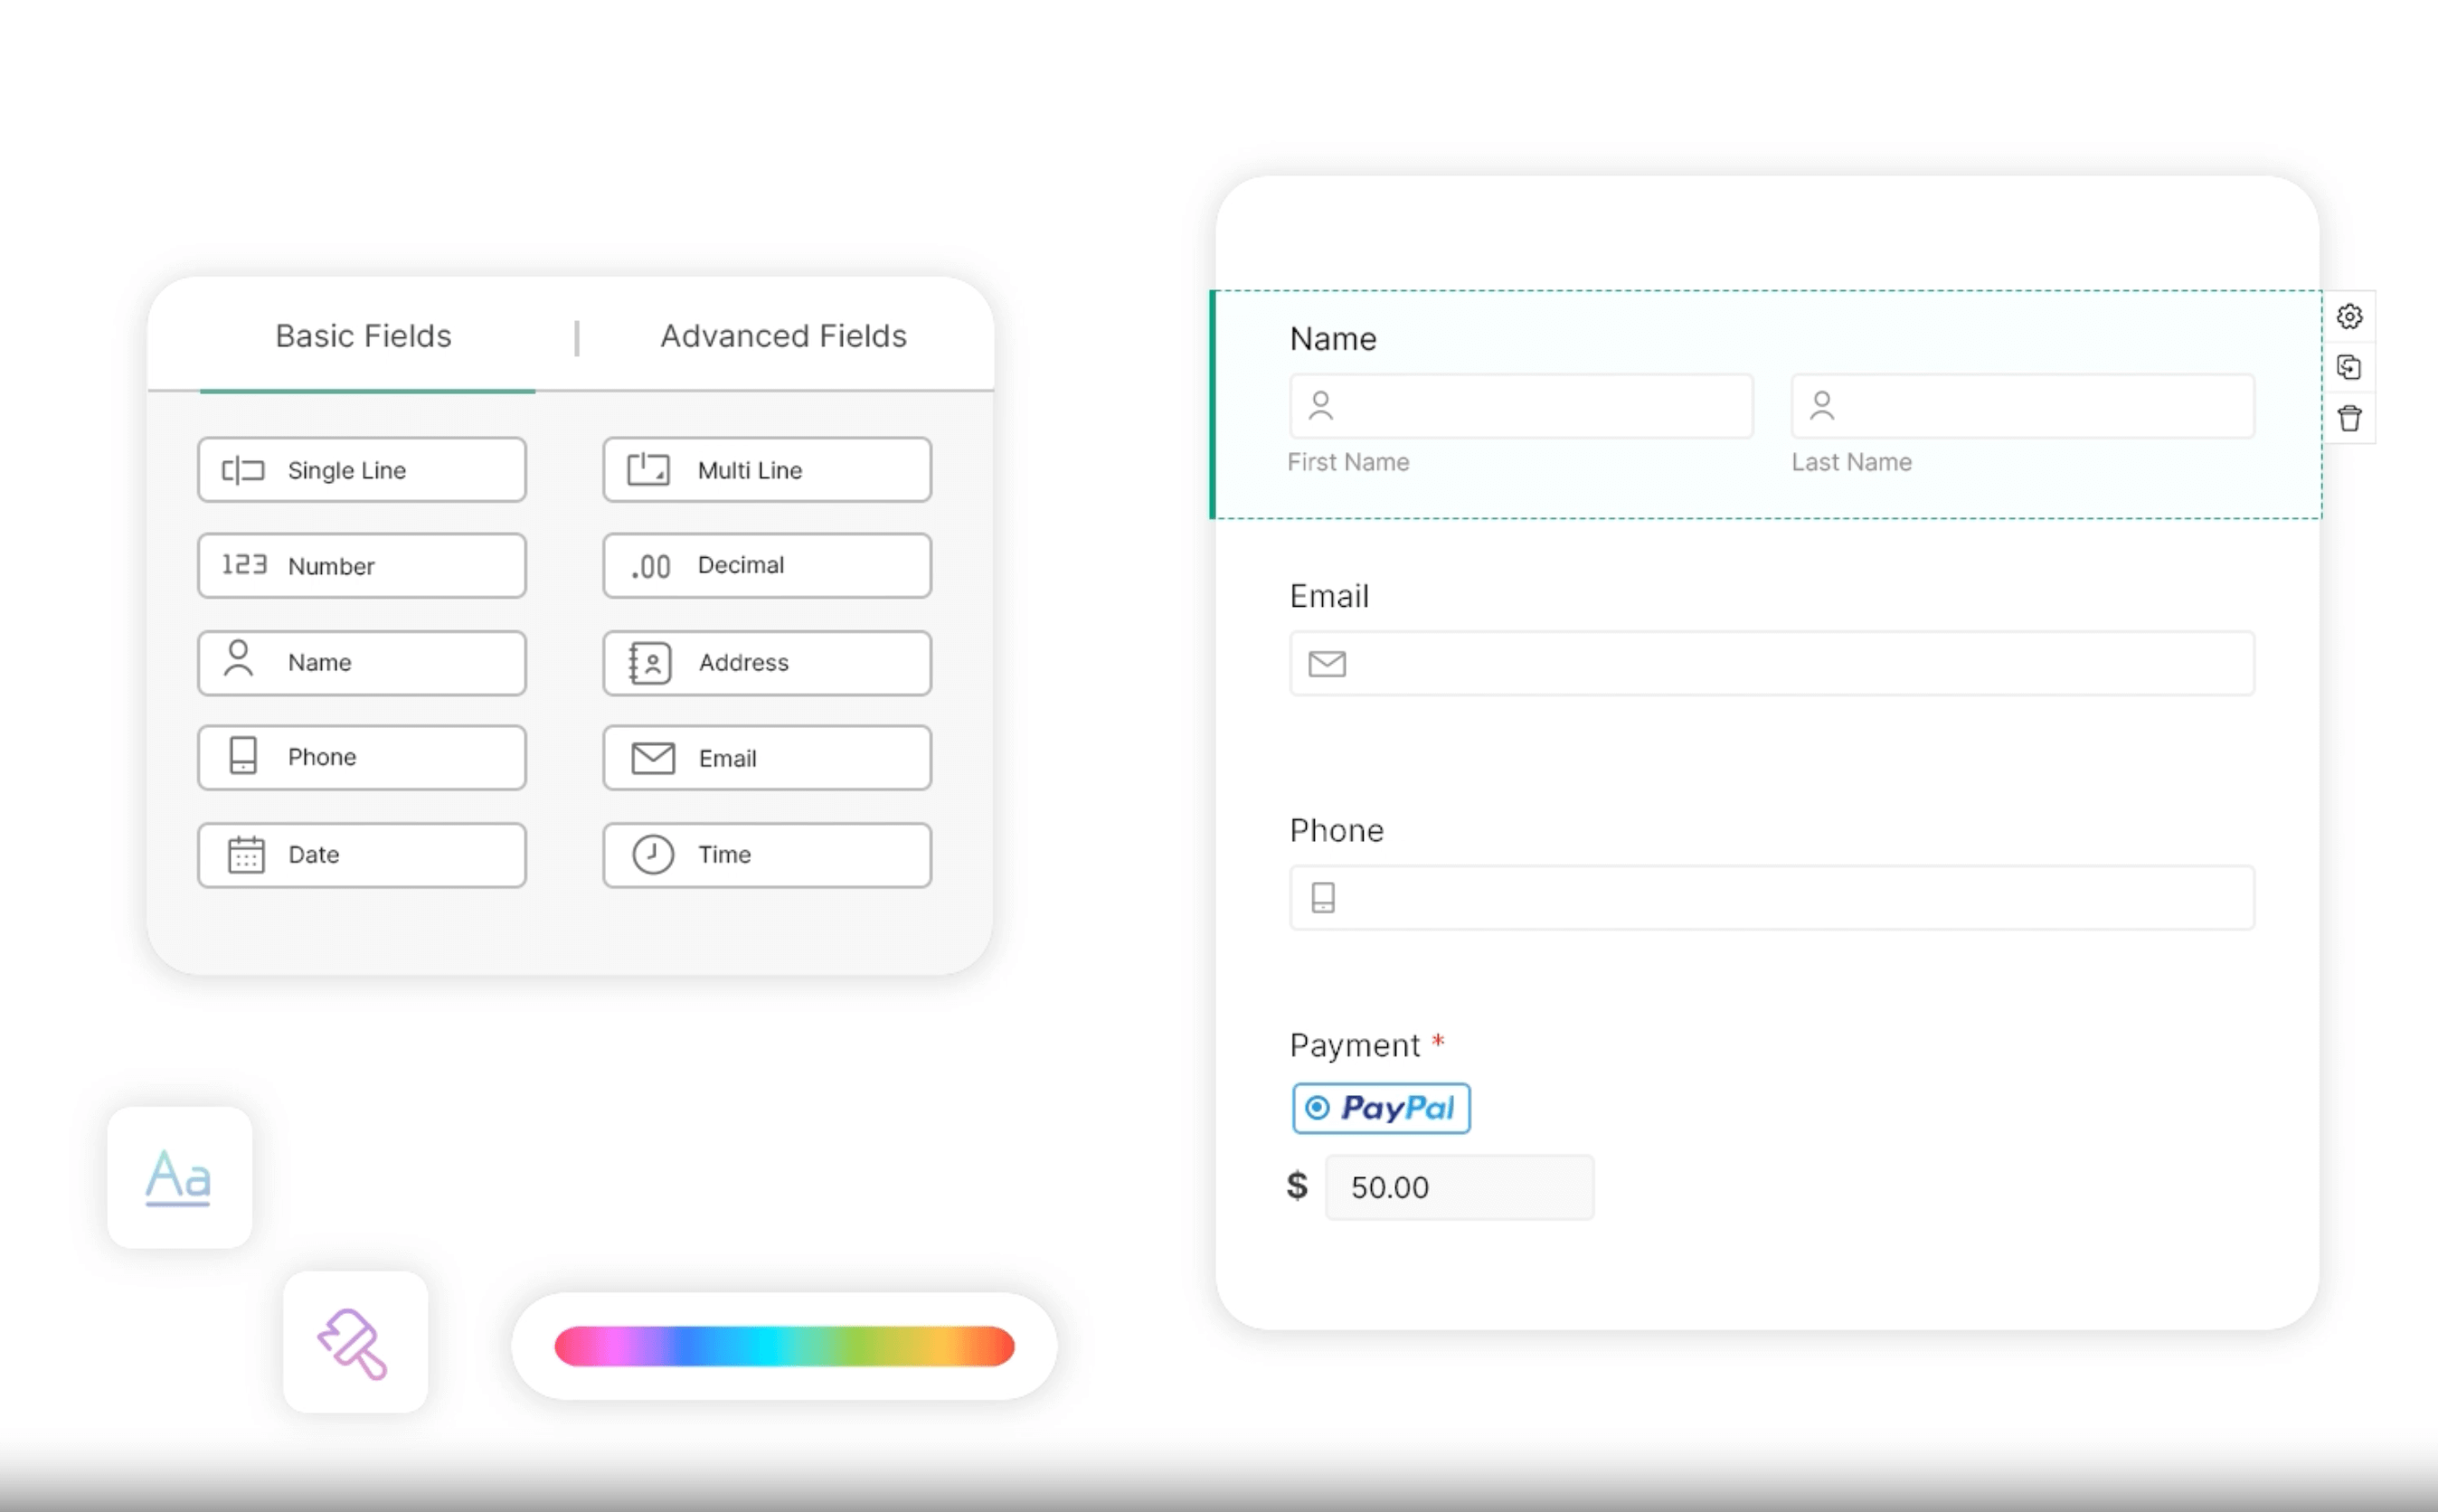 Basic Fields | Advanced Fields
Single Line
Multi Line
123 Number
.00 Decimal
Name
Address
Phone
Email
Date
Time
Aa
Name
First Name
Last Name
Email
Phone
Payment *
PayPal
$ 50.00